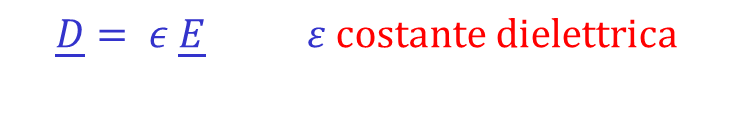 D = ϵ E ε costante dielettrica